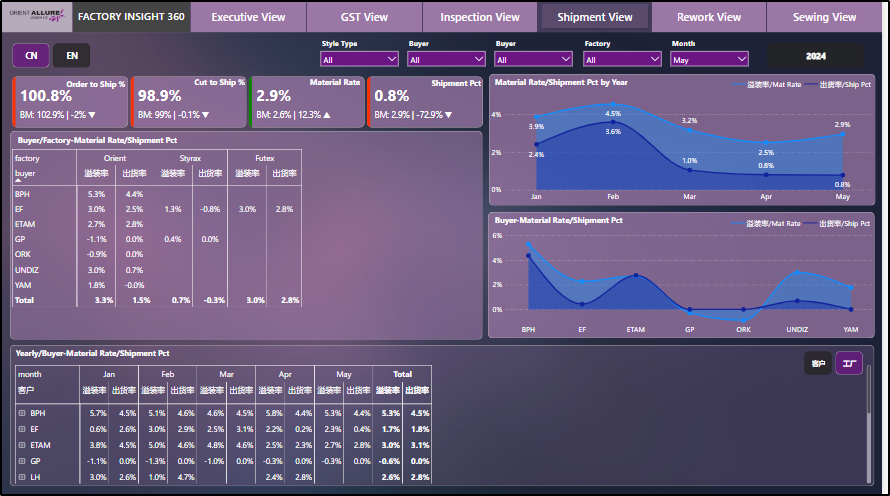 ORIENT ALLURE
FACTORY INSIGHT 360
Executive View
GST View
Inspection View
Shipment View
Rework View
Sewing View
CN
EN
Style Type
All
Buyer
All
Buyer
All
Factory
All
Month
May
2024
Order to Ship %
100.8%
BM: 102.9% | -2% ▼
Cut to Ship %
98.9%
BM: 99% | -0.1% ▼
Material Rate
2.9%
BM: 2.6% | 12.3% ▲
Shipment Pct
0.8%
BM: 2.9% | -72.9% ▼
Material Rate/Shipment Pct by Year
溢装率/Mat Rate 出货率/Ship Pct
4%
2%
0%
3.9% 4.5% 3.2% 2.5% 2.9%
2.4% 3.6% 1.0% 0.8% 0.8%
Jan Feb Mar Apr May
Buyer/Factory-Material Rate/Shipment Pct
factory Orient Styrax Futex
buyer 溢装率 出货率 溢装率 出货率 溢装率 出货率
BPH 5.3% 4.4%
EF 3.0% 2.5% 1.3% -0.8% 3.0% 2.8%
ETAM 2.7% 2.8%
GP -1.1% 0.0% 0.4% 0.0%
ORK -0.9% 0.0%
UNDIZ 3.0% 0.7%
YAM 1.8% -0.0%
Total 3.3% 1.5% 0.7% -0.3% 3.0% 2.8%
Buyer-Material Rate/Shipment Pct
溢装率/Mat Rate 出货率/Ship Pct
6%
4%
2%
0%
BPH EF ETAM GP ORK UNDIZ YAM
Yearly/Buyer-Material Rate/Shipment Pct
客户
工厂
month Jan Feb Mar Apr May Total
客户 溢装率 出货率 溢装率 出货率 溢装率 出货率 溢装率 出货率 溢装率 出货率 溢装率 出货率
BPH 5.7% 4.5% 5.1% 4.6% 4.6% 4.5% 5.8% 4.4% 5.3% 4.4% 5.3% 4.5%
EF 0.6% 2.6% 3.0% 2.9% 2.5% 3.1% 2.2% 0.2% 2.3% 0.4% 1.7% 1.8%
ETAM 3.8% 4.5% 5.0% 4.6% 4.8% 4.6% 2.5% 2.3% 2.7% 2.8% 3.0% 3.1%
GP -1.1% 0.0% -1.3% 0.0% -1.0% 0.0% -0.3% 0.0% -0.3% 0.0% -0.6% 0.0%
LH 3.0% 2.6% 1.0% 4.7% 2.4% 2.8% 2.6% 2.8%